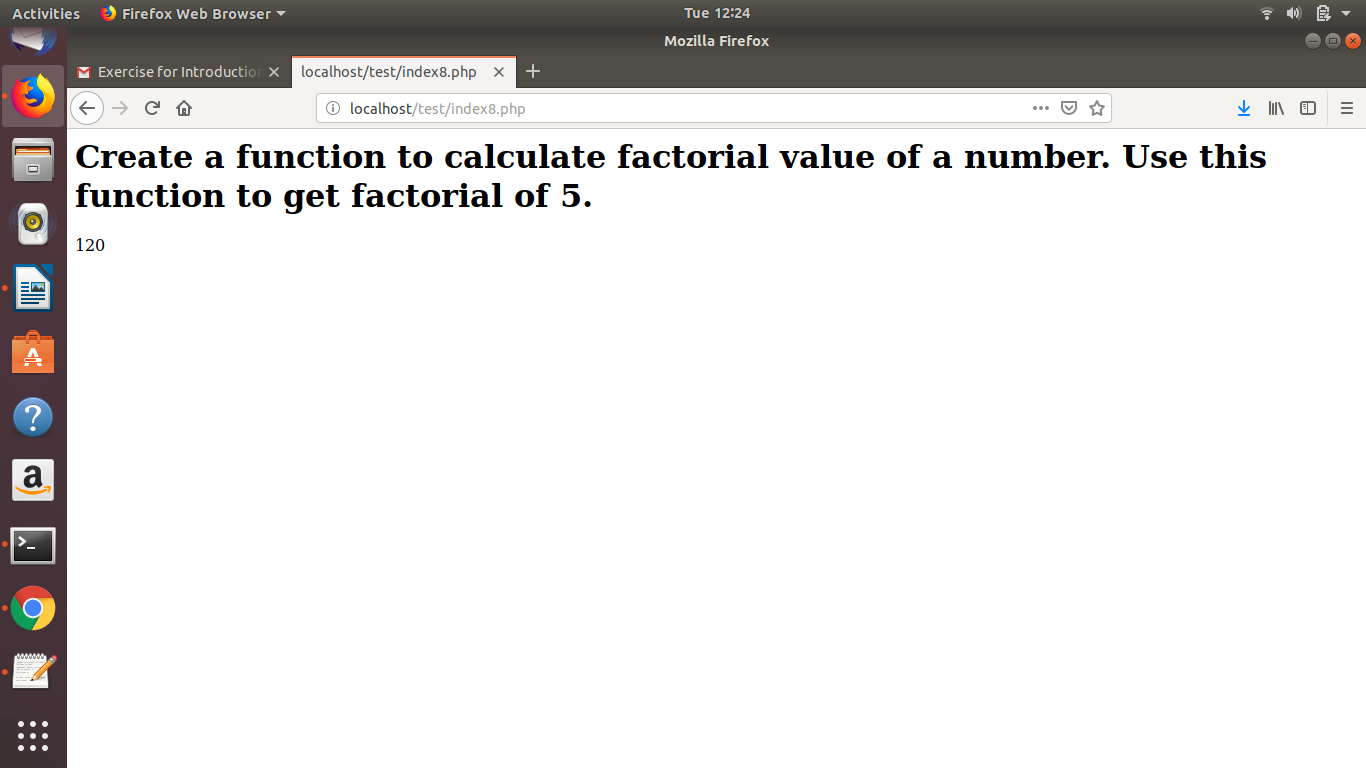 Activities Firefox Web Browser Tue 12:24
Mozilla Firefox
Exercise for Introduction localhost/test/index8.php
localhost/test/index8.php
Create a function to calculate factorial value of a number. Use this
function to get factorial of 5.
120